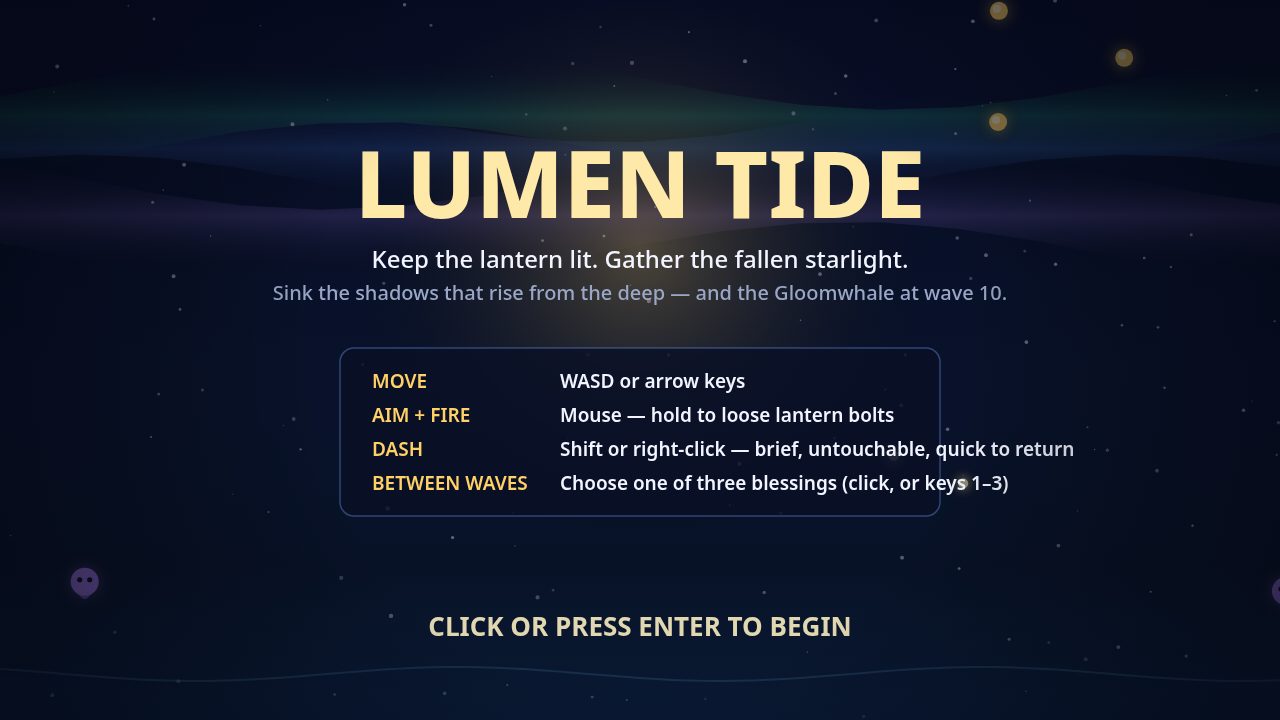 LUMEN TIDE
Keep the lantern lit. Gather the fallen starlight.
Sink the shadows that rise from the deep — and the Gloomwhale at wave 10.
MOVE WASD or arrow keys
AIM + FIRE Mouse — hold to loose lantern bolts
DASH Shift or right-click — brief, untouchable, quick to return
BETWEEN WAVES Choose one of three blessings (click, or keys 1–3)
CLICK OR PRESS ENTER TO BEGIN